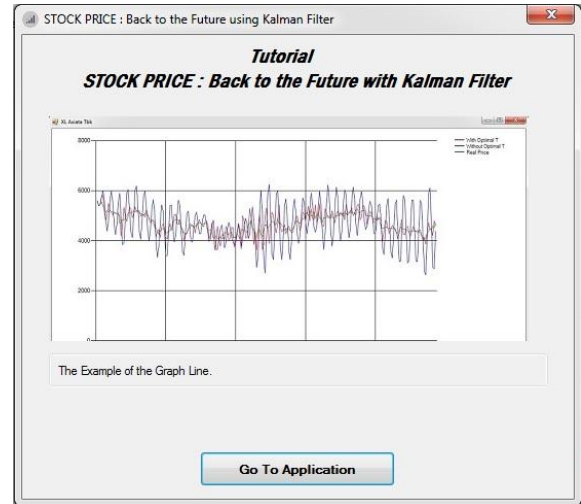 STOCK PRICE : Back to the Future using Kalman Filter
Tutorial
STOCK PRICE : Back to the Future with Kalman Filter
XL Axiata Tbk
8000
With Optimal T
Without Optimal T
Real Price
6000
4000
2000
0
The Example of the Graph Line.
Go To Application